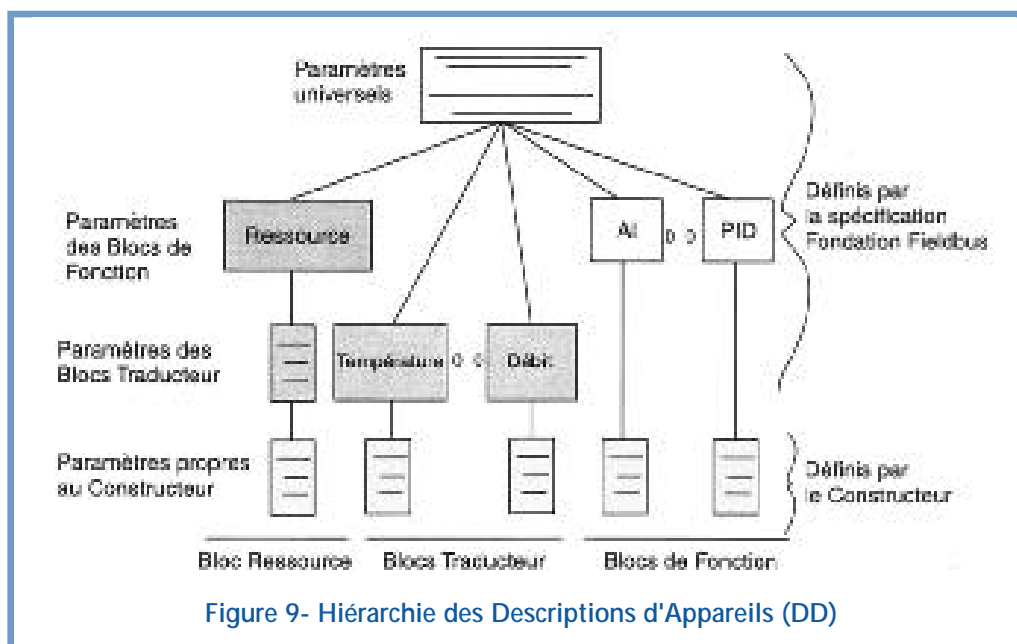 Paramètres
universels
Définis par
la spécification
Fondation Fieldbus
Paramètres
des Blocs de
Fonction
Ressource
AI
PID
Paramètres des
Blocs Traducteur
Température
Débit
Paramètres propres
au Constructeur
Définis par
le Constructeur
Bloc Ressource
Blocs Traducteur
Blocs de Fonction
Figure 9- Hiérarchie des Descriptions d'Appareils (DD)